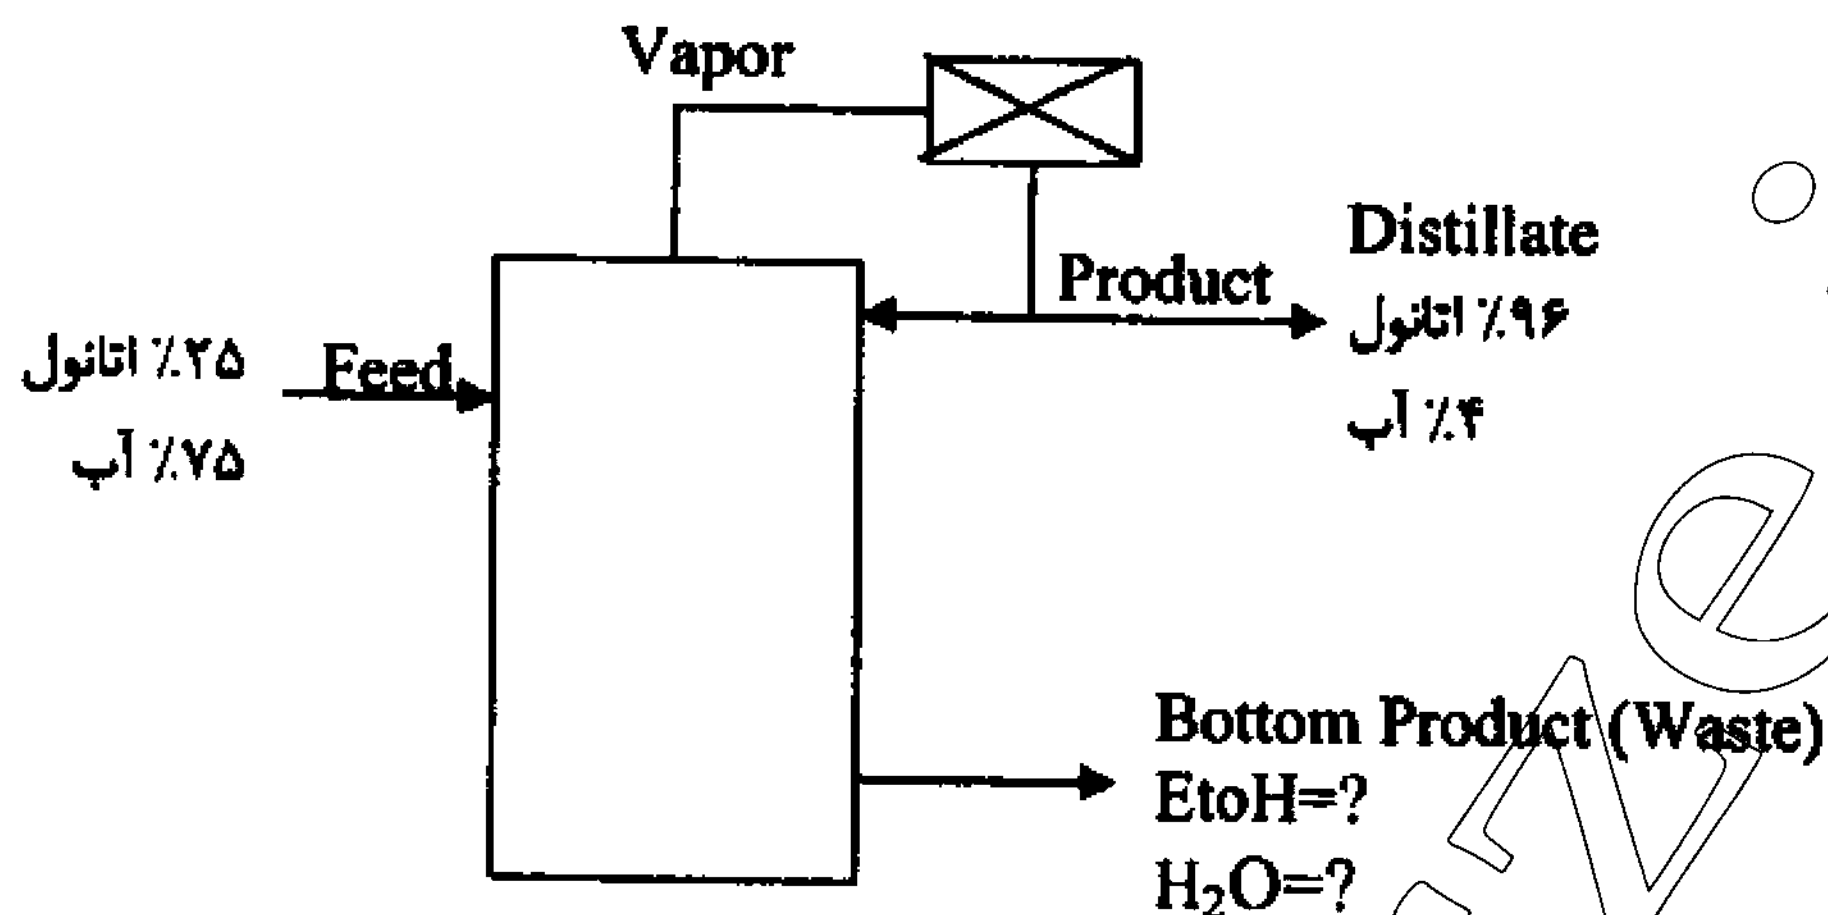 Vapor
Distillate
Product
۹۶٪ اتانول
۴٪ آب
Feed
۲۵٪ اتانول
۷۵٪ آب
Bottom Product (Waste)
EtoH=?
H₂O=?